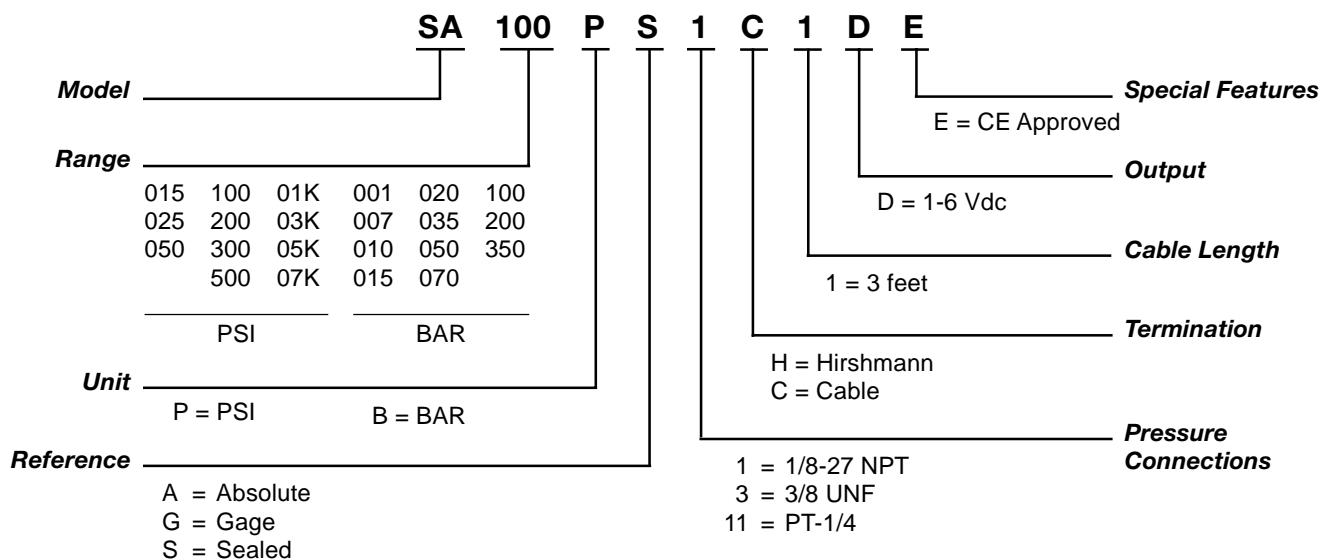 SA 100 P S 1 C 1 D E
Model
Special Features
E = CE Approved
Range
Output
015 100 01K 001 020 100
025 200 03K 007 035 200
050 300 05K 010 050 350
500 07K 015 070
D = 1-6 Vdc
Cable Length
1 = 3 feet
PSI BAR
Termination
H = Hirshmann
C = Cable
Unit
P = PSI B = BAR
Pressure
Connections
1 = 1/8-27 NPT
3 = 3/8 UNF
11 = PT-1/4
Reference
A = Absolute
G = Gage
S = Sealed